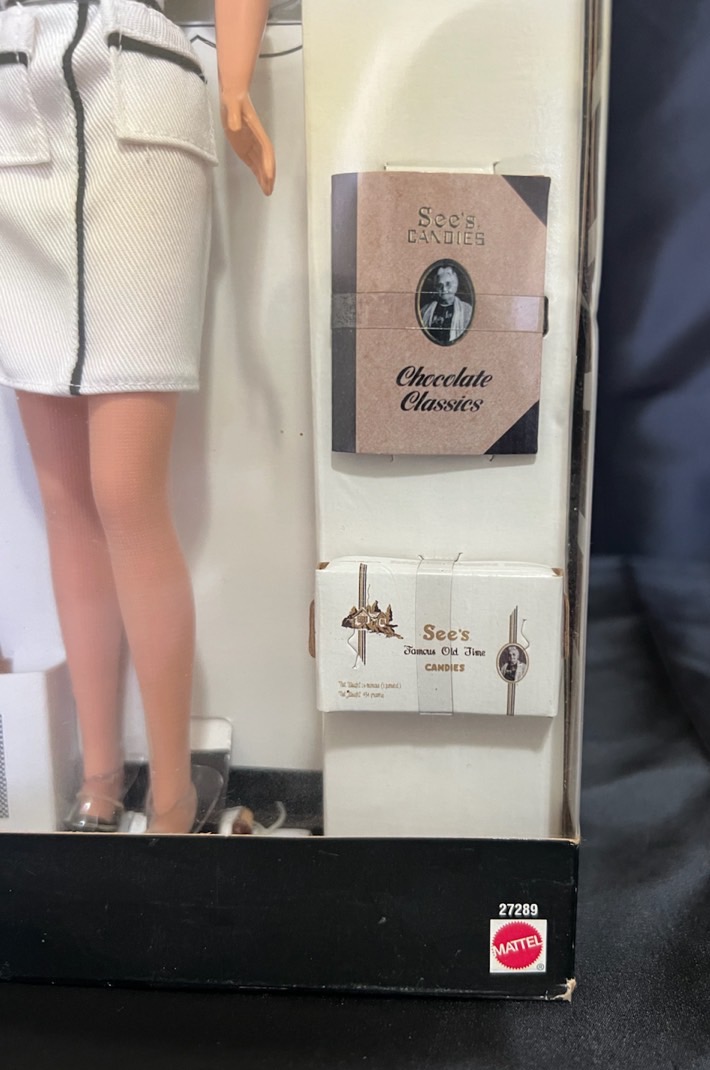 See's
CANDIES
Chocolate
Classics
See's
Famous Old Time
CANDIES
27289
MATTEL
®